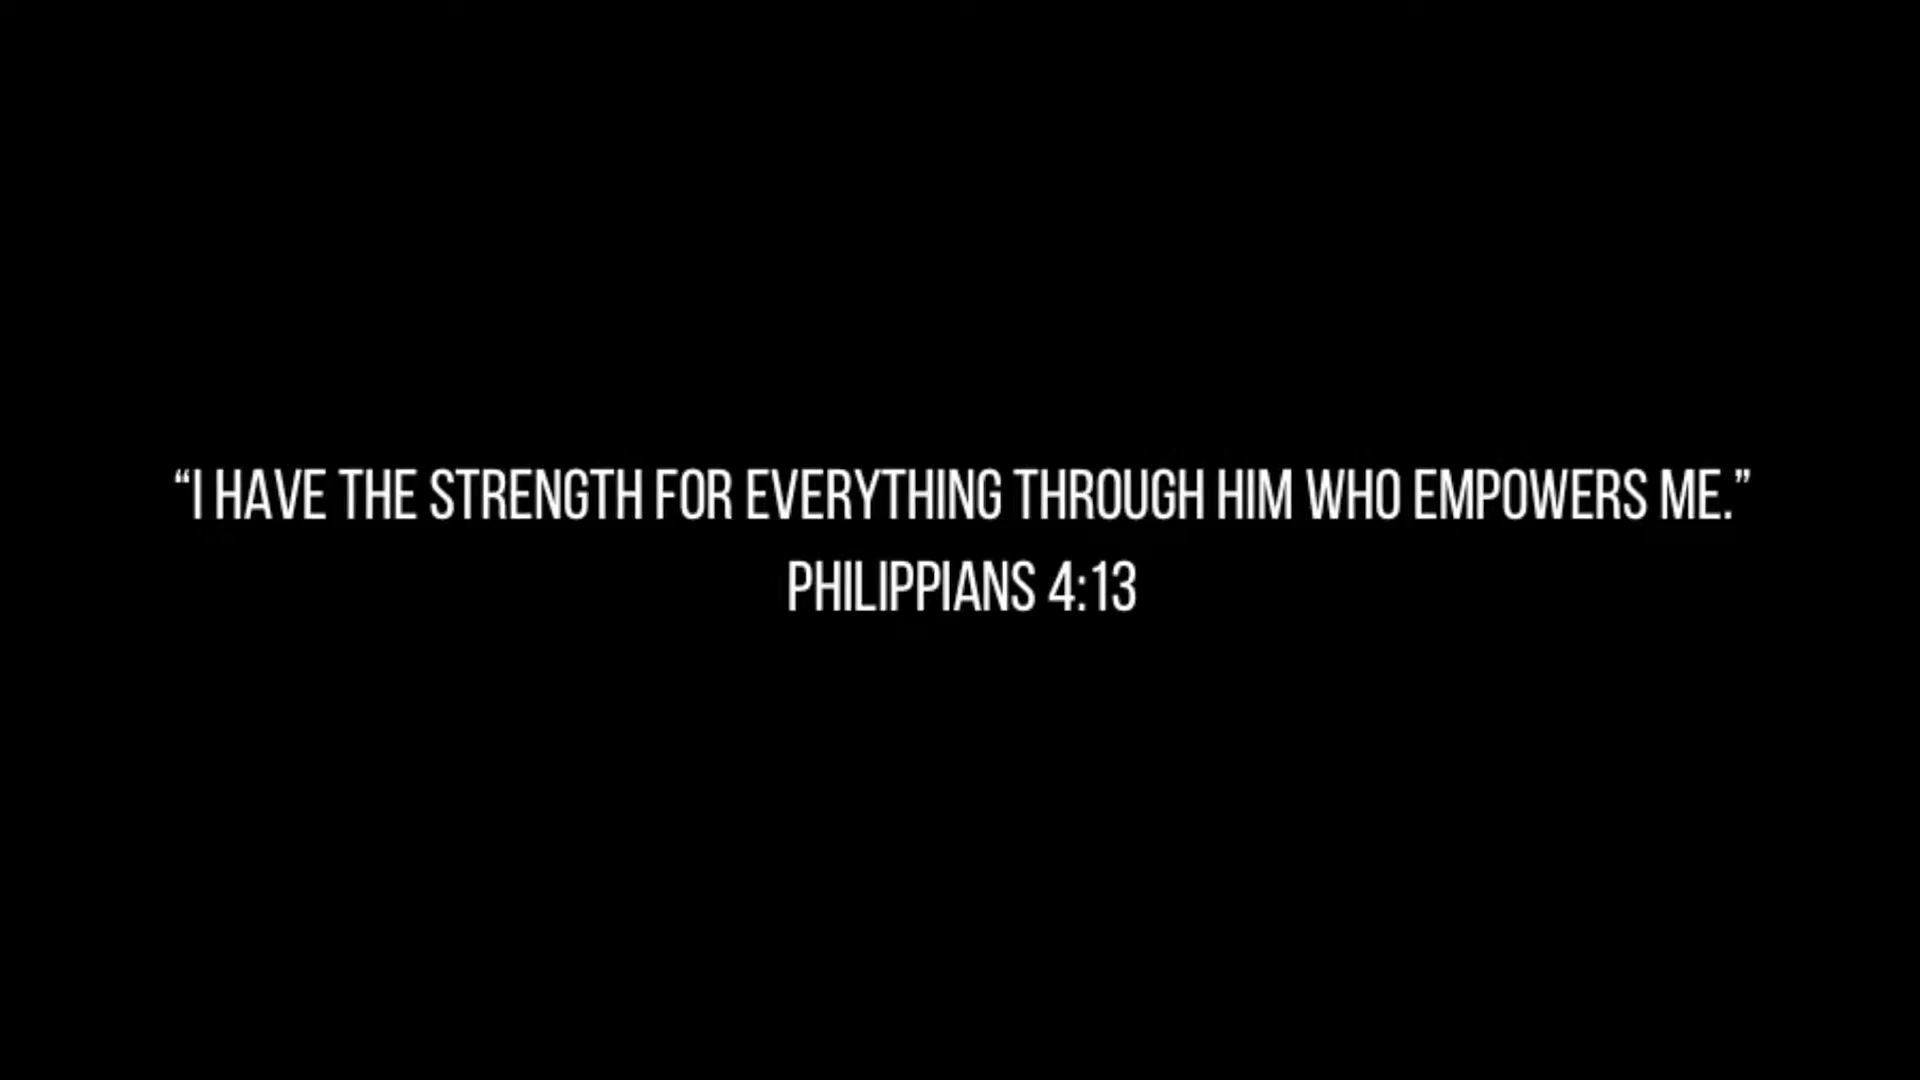 “I HAVE THE STRENGTH FOR EVERYTHING THROUGH HIM WHO EMPOWERS ME.”
PHILIPPIANS 4:13